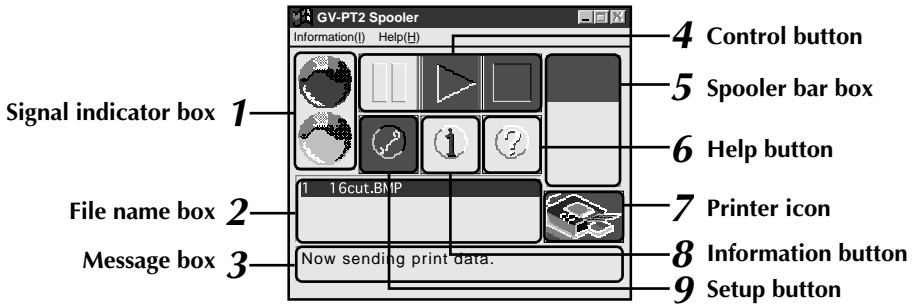 GV-PT2 Spooler
Information(I) Help(H)
4 Control button
5 Spooler bar box
Signal indicator box 1
6 Help button
1 16cut.BMP
File name box 2
7 Printer icon
Message box 3
Now sending print data.
8 Information button
9 Setup button